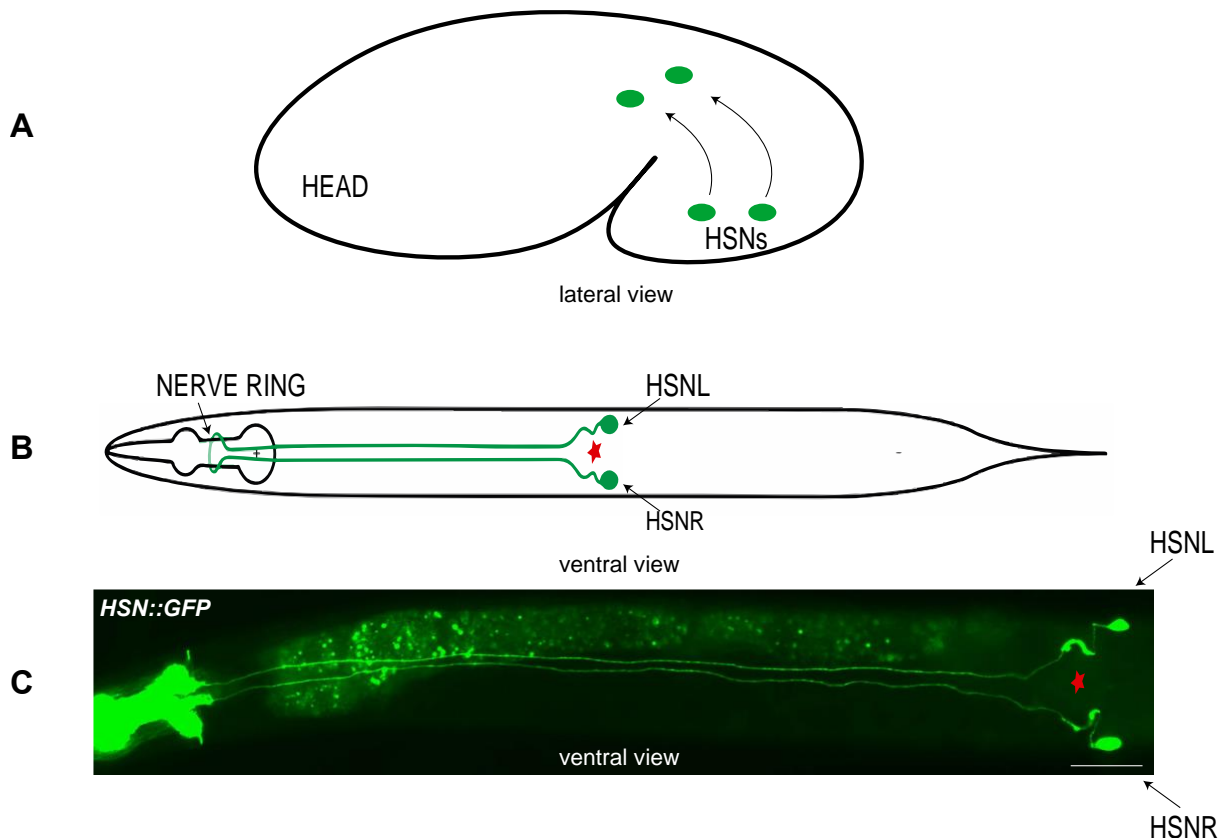 A
HEAD
HSNs
lateral view
NERVE RING
HSNL
B
HSNR
ventral view
HSNL
HSN::GFP
C
ventral view
HSNR